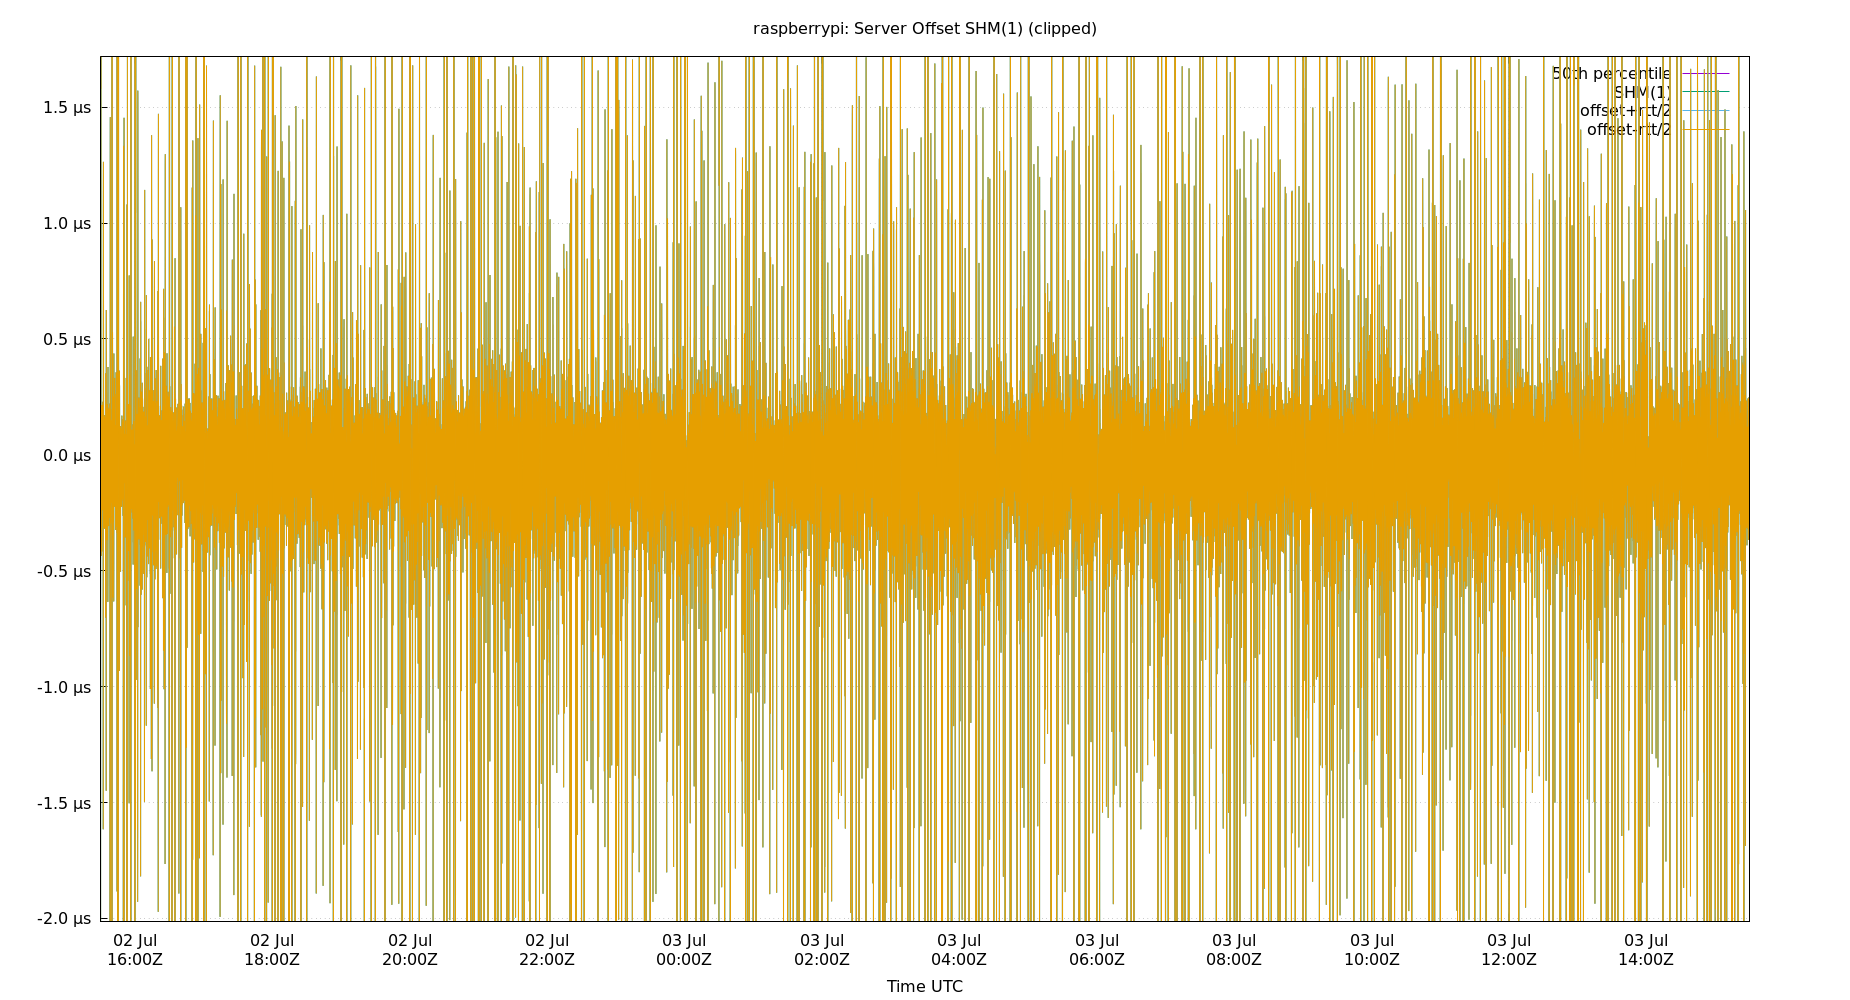 raspberrypi: Server Offset SHM(1) (clipped)
50th percentile
SHM(1)
offset+rtt/2
offset-rtt/2
1.5 µs
1.0 µs
0.5 µs
0.0 µs
-0.5 µs
-1.0 µs
-1.5 µs
-2.0 µs
02 Jul 02 Jul 02 Jul 02 Jul 03 Jul 03 Jul 03 Jul 03 Jul 03 Jul 03 Jul 03 Jul 03 Jul
16:00Z 18:00Z 20:00Z 22:00Z 00:00Z 02:00Z 04:00Z 06:00Z 08:00Z 10:00Z 12:00Z 14:00Z
Time UTC